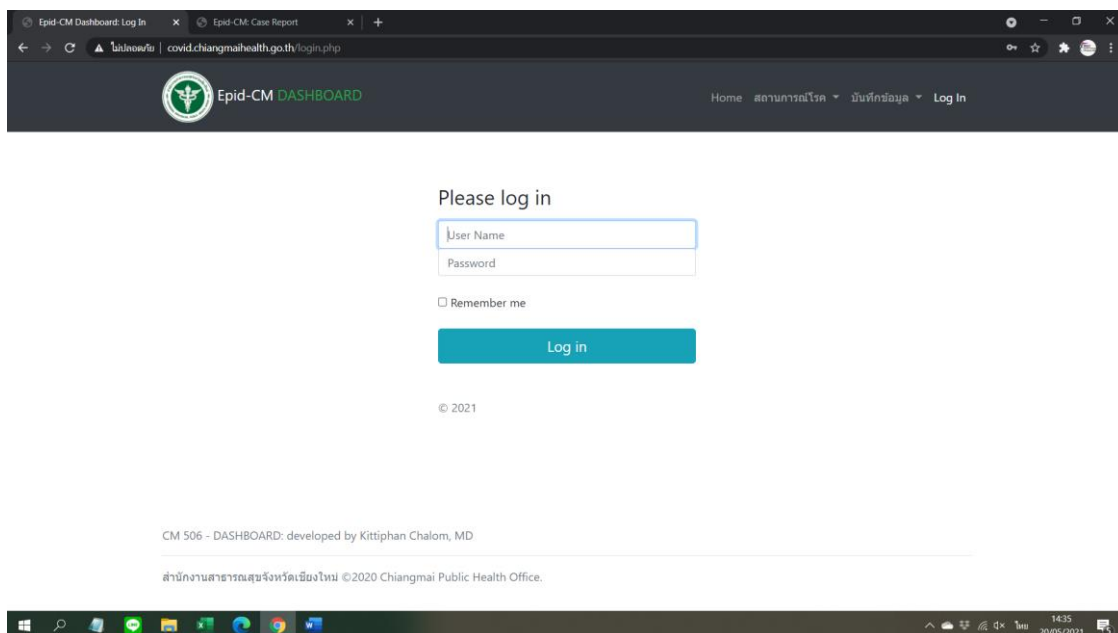 Epid-CM Dashboard: Log In
Epid-CM: Case Report
ไม่ปลอดภัย | covid.chiangmaihealth.go.th/login.php
Epid-CM DASHBOARD
Home สถานการณ์โรค บันทึกข้อมูล Log In
Please log in
User Name
Password
Remember me
Log in
© 2021
CM 506 - DASHBOARD: developed by Kittiphan Chalom, MD
สำนักงานสาธารณสุขจังหวัดเชียงใหม่ ©2020 Chiangmai Public Health Office.
ไทย
14:35
20/05/2021